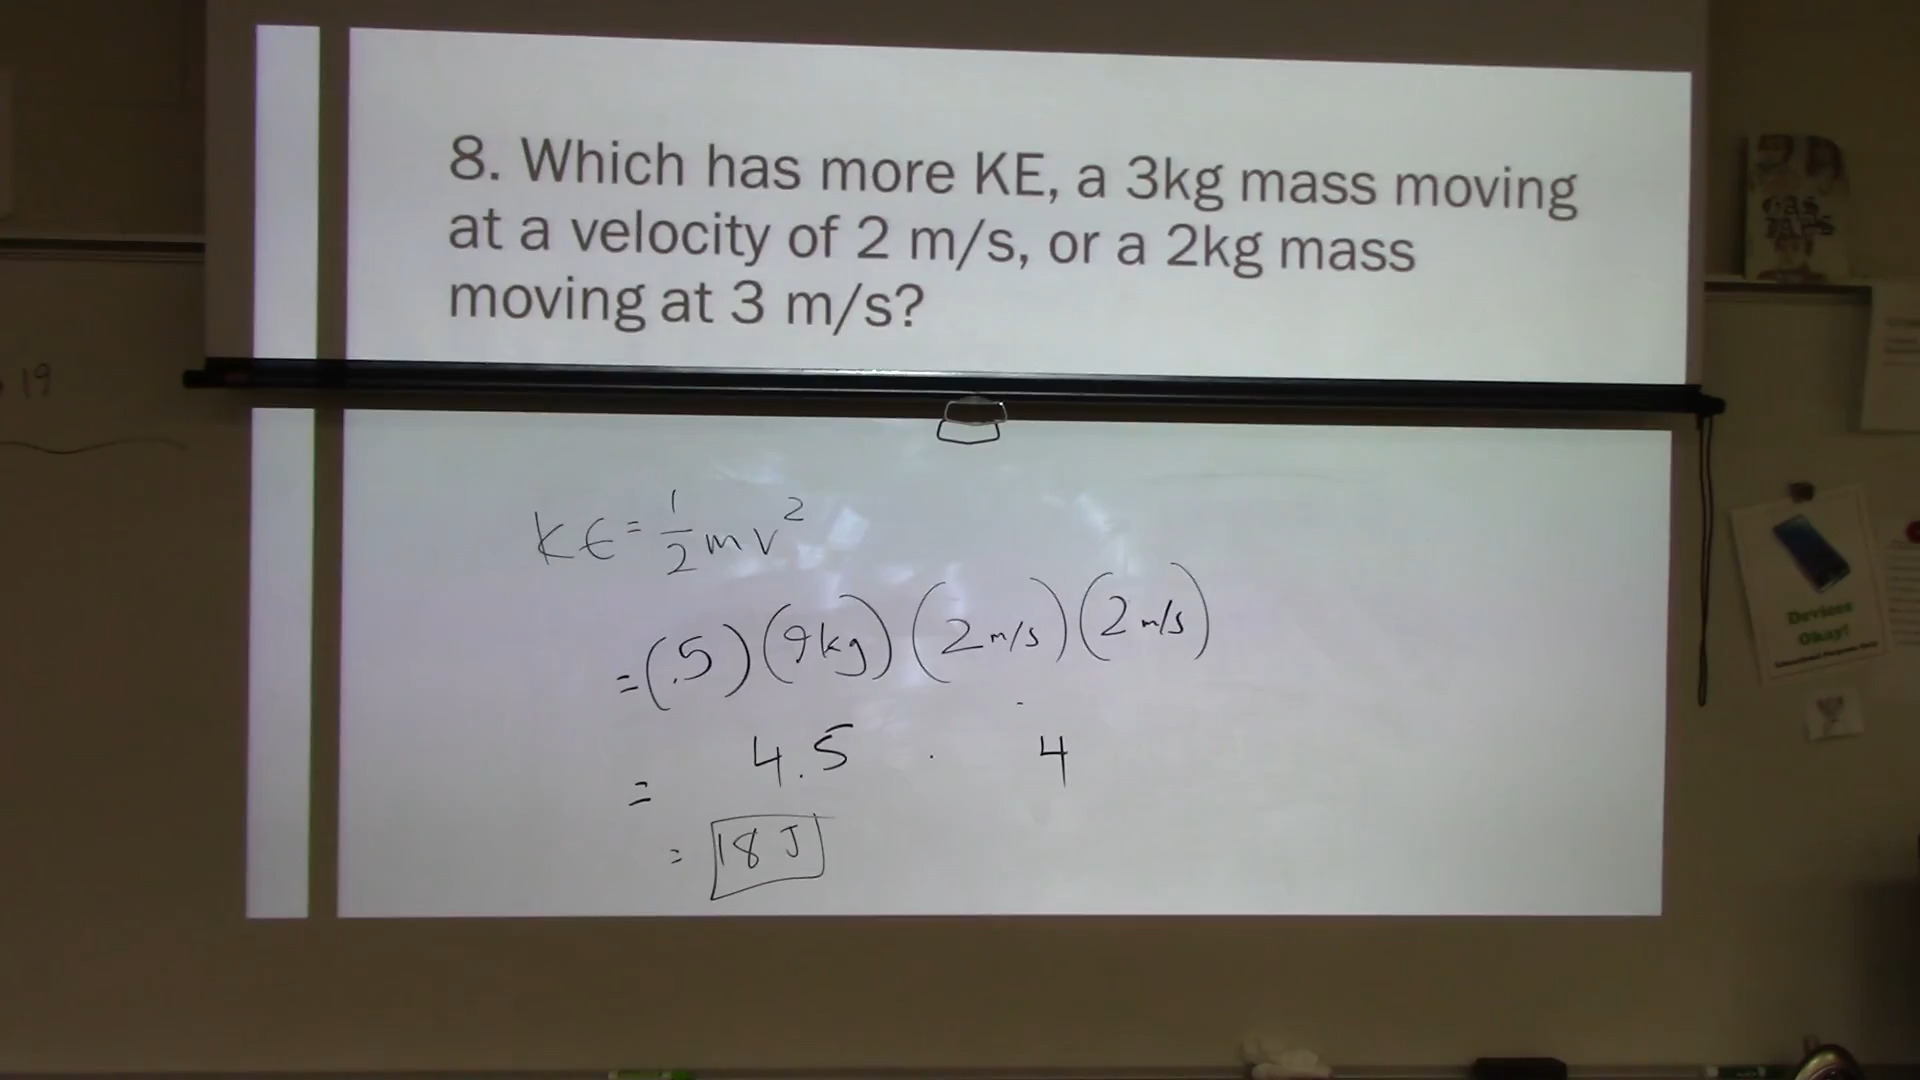 8. Which has more KE, a 3kg mass moving
at a velocity of 2 m/s, or a 2kg mass
moving at 3 m/s?
19
KE = 1/2 mv²
= (.5) (9kg) (2 m/s) (2 m/s)
= 4.5 · 4
= 18 J
Devices
Okay!